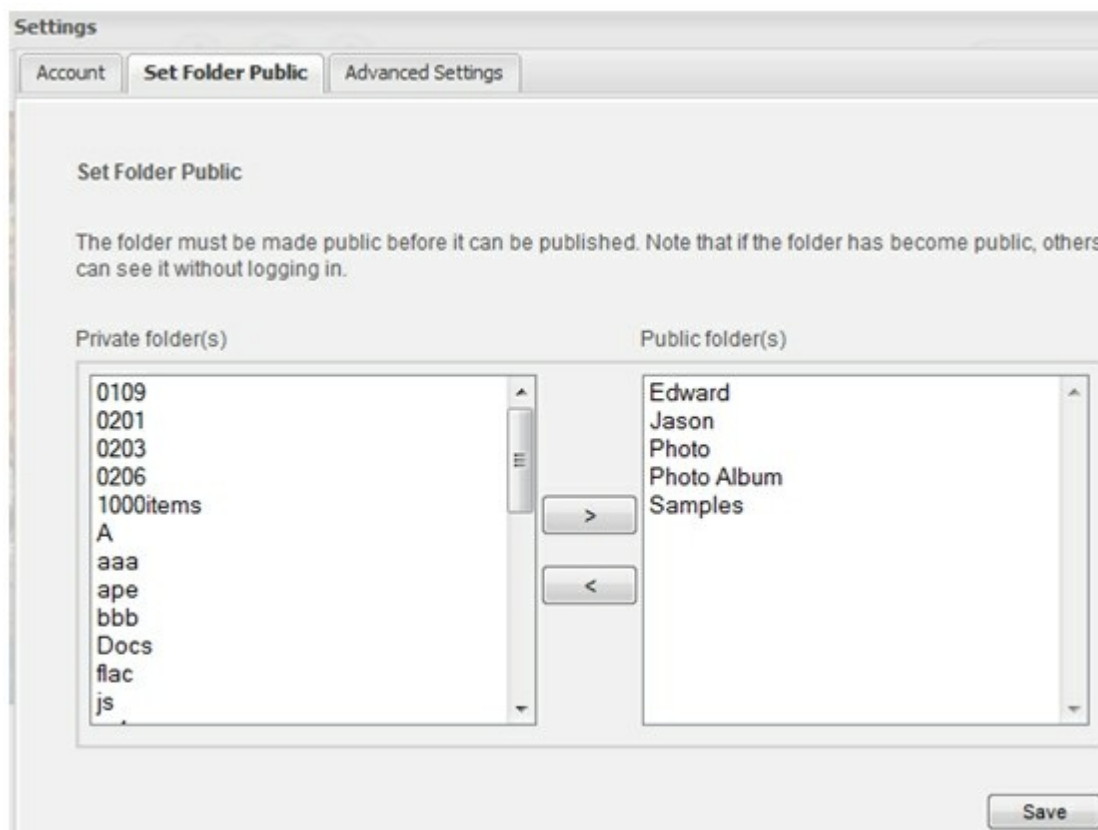 Settings
Account
Set Folder Public
Advanced Settings
Set Folder Public
The folder must be made public before it can be published. Note that if the folder has become public, others
can see it without logging in.
Private folder(s)
Public folder(s)
0109
0201
0203
0206
1000items
A
aaa
ape
bbb
Docs
flac
js
>
<
Edward
Jason
Photo
Photo Album
Samples
Save